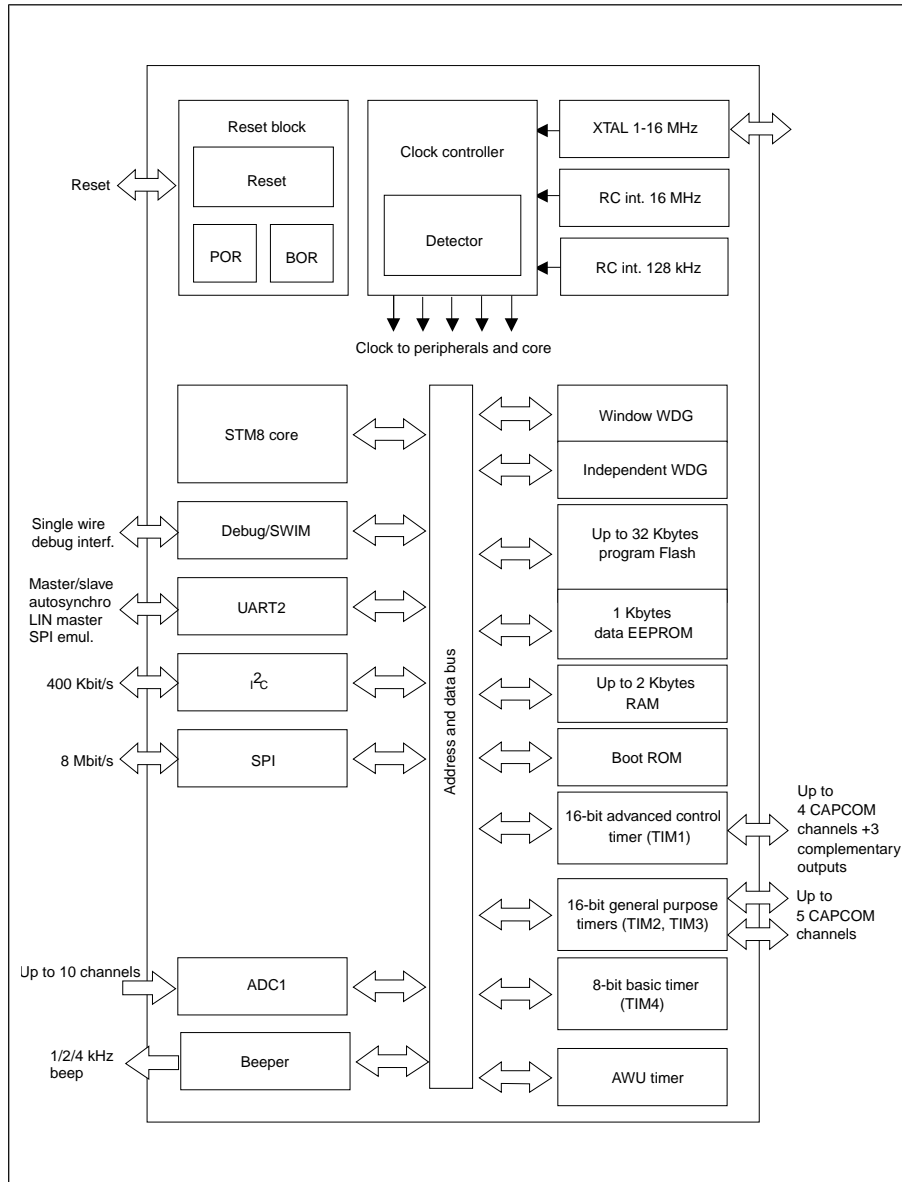 Reset block
Reset
POR
BOR
Reset
Clock controller
Detector
XTAL 1-16 MHz
RC int. 16 MHz
RC int. 128 kHz
Clock to peripherals and core
STM8 core
Debug/SWIM
Single wire
debug interf.
UART2
Master/slave
autosynchro
LIN master
SPI emul.
I2C
400 Kbit/s
SPI
8 Mbit/s
ADC1
Up to 10 channels
Beeper
1/2/4 kHz
beep
Address and data bus
Window WDG
Independent WDG
Up to 32 Kbytes
program Flash
1 Kbytes
data EEPROM
Up to 2 Kbytes
RAM
Boot ROM
16-bit advanced control
timer (TIM1)
Up to
4 CAPCOM
channels +3
complementary
outputs
16-bit general purpose
timers (TIM2, TIM3)
Up to
5 CAPCOM
channels
8-bit basic timer
(TIM4)
AWU timer